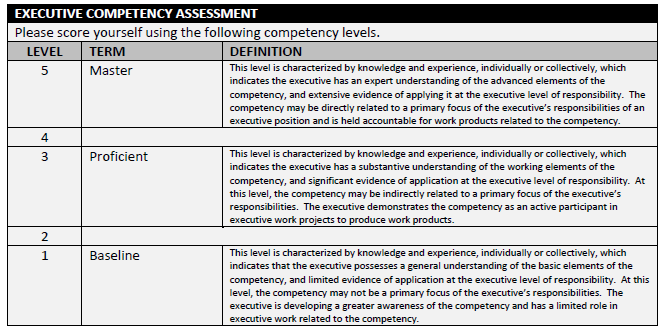 EXECUTIVE COMPETENCY ASSESSMENT
Please score yourself using the following competency levels.
LEVEL TERM DEFINITION
5 Master This level is characterized by knowledge and experience, individually or collectively, which
indicates the executive has an expert understanding of the advanced elements of the
competency, and extensive evidence of applying it at the executive level of responsibility. The
competency may be directly related to a primary focus of the executive's responsibilities of an
executive position and is held accountable for work products related to the competency.
4
3 Proficient This level is characterized by knowledge and experience, individually or collectively, which
indicates the executive has a substantive understanding of the working elements of the
competency, and significant evidence of application at the executive level of responsibility. At
this level, the competency may be indirectly related to a primary focus of the executive's
responsibilities. The executive demonstrates the competency as an active participant in
executive work projects to produce work products.
2
1 Baseline This level is characterized by knowledge and experience, individually or collectively, which
indicates that the executive possesses a general understanding of the basic elements of the
competency, and limited evidence of application at the executive level of responsibility. At this
level, the competency may not be a primary focus of the executive's responsibilities. The
executive is developing a greater awareness of the competency and has a limited role in
executive work related to the competency.